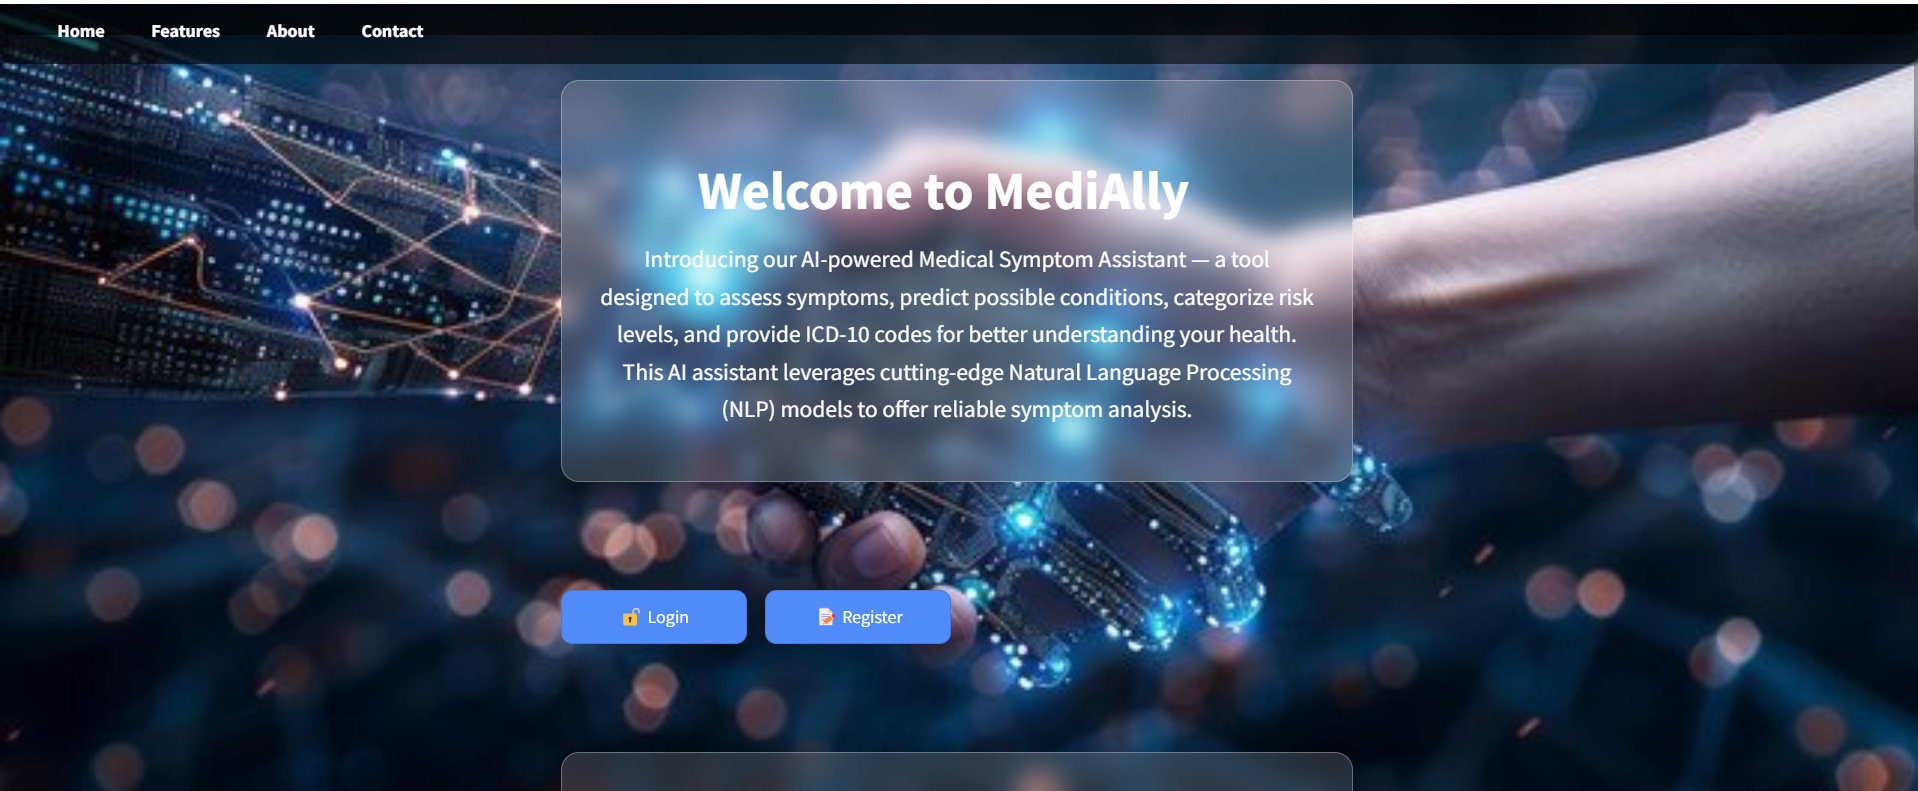 Home Features About Contact
Welcome to MediAlly
Introducing our AI-powered Medical Symptom Assistant — a tool
designed to assess symptoms, predict possible conditions, categorize risk
levels, and provide ICD-10 codes for better understanding your health.
This AI assistant leverages cutting-edge Natural Language Processing
(NLP) models to offer reliable symptom analysis.
🔓 Login 📝 Register